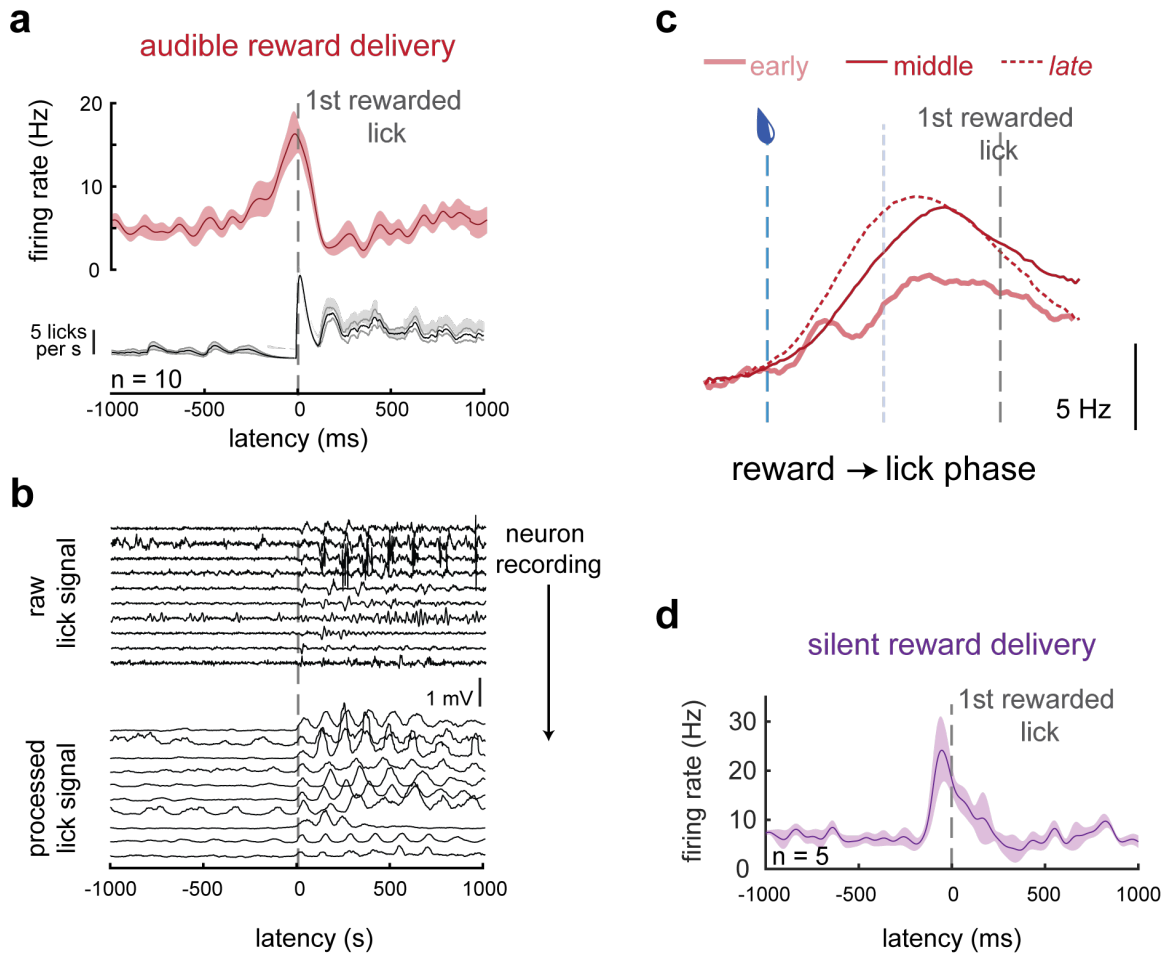 a
audible reward delivery
1st rewarded
lick
firing rate (Hz)
20
10
0
5 licks
per s
n = 10
-1000
-500
0
500
1000
latency (ms)
b
raw
lick signal
neuron
recording
1 mV
processed
lick signal
-1000
-500
0
500
1000
latency (s)
c
early
middle
late
1st rewarded
lick
5 Hz
reward → lick phase
d
silent reward delivery
1st rewarded
lick
firing rate (Hz)
30
20
10
0
n = 5
-1000
-500
0
500
1000
latency (ms)